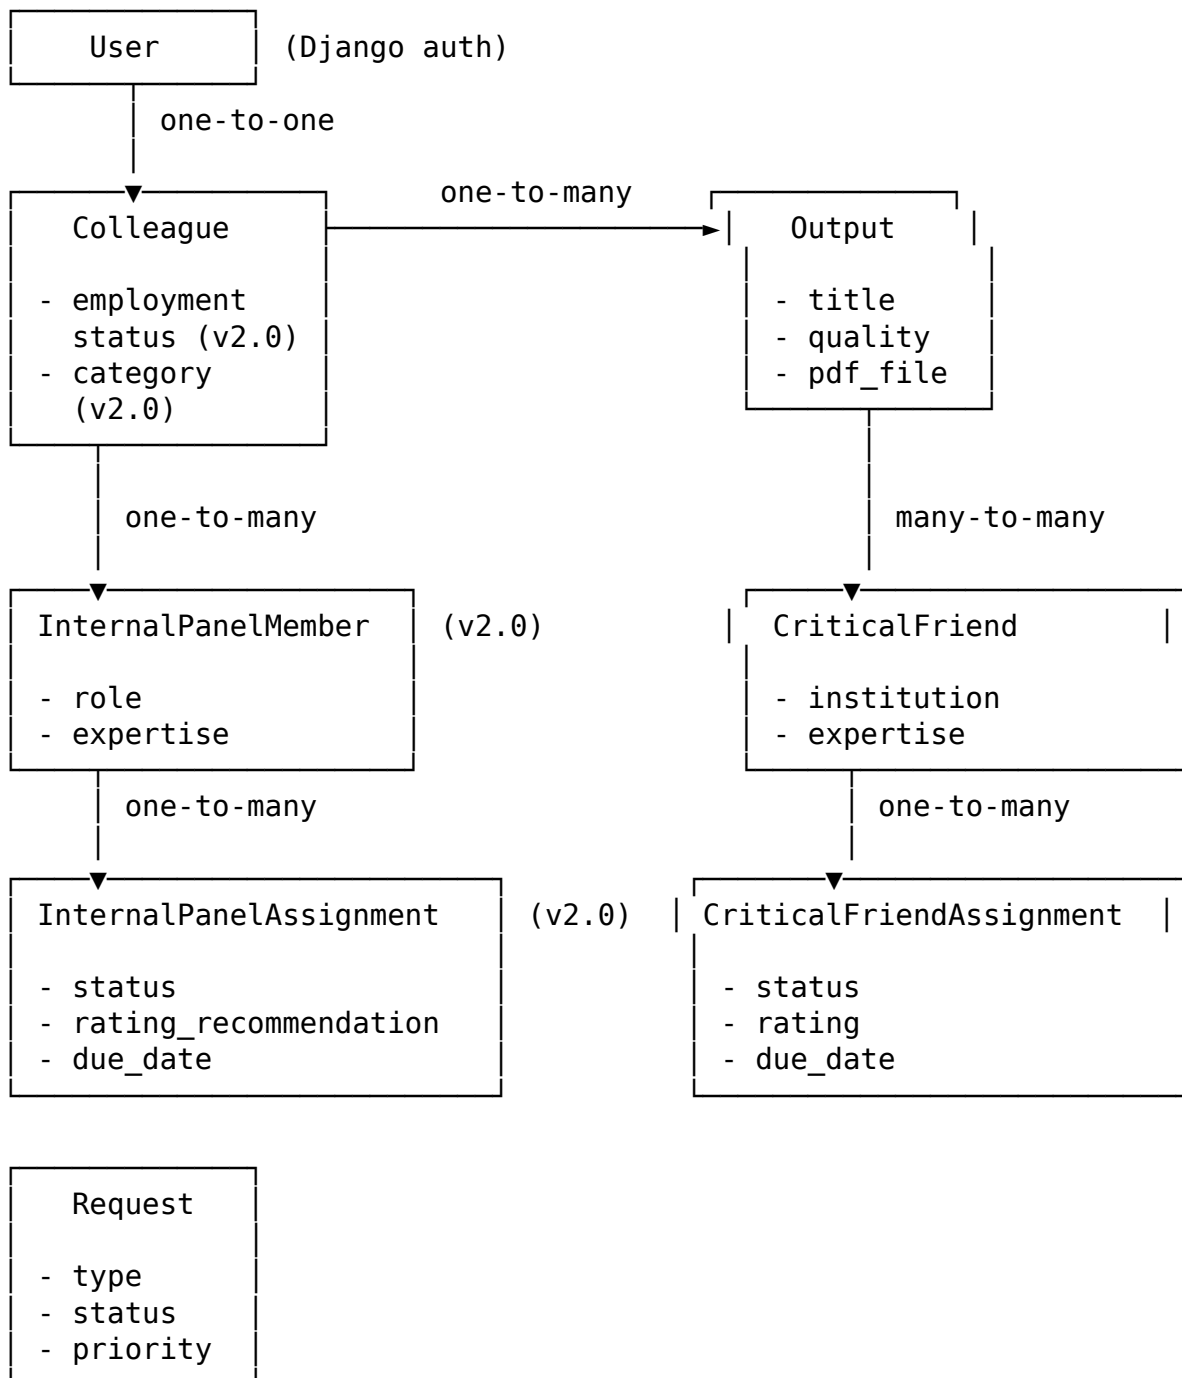 User (Django auth)
one-to-one
one-to-many
Colleague Output
- employment - title
status (v2.0) - quality
- category - pdf_file
(v2.0)
one-to-many many-to-many
InternalPanelMember (v2.0) CriticalFriend
- role - institution
- expertise - expertise
one-to-many one-to-many
InternalPanelAssignment (v2.0) CriticalFriendAssignment
- status - status
- rating_recommendation - rating
- due_date - due_date
Request
- type
- status
- priority